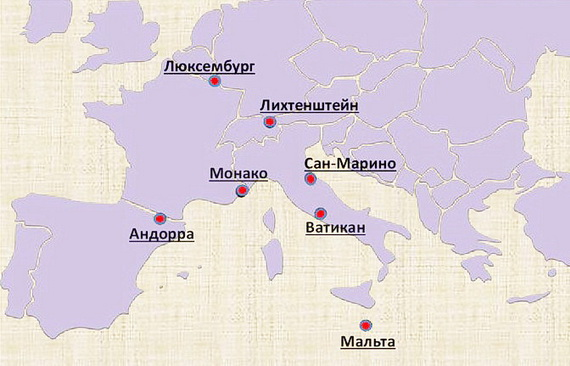 Люксембург
Лихтенштейн
Сан-Марино
Монако
Ватикан
Андорра
Мальта